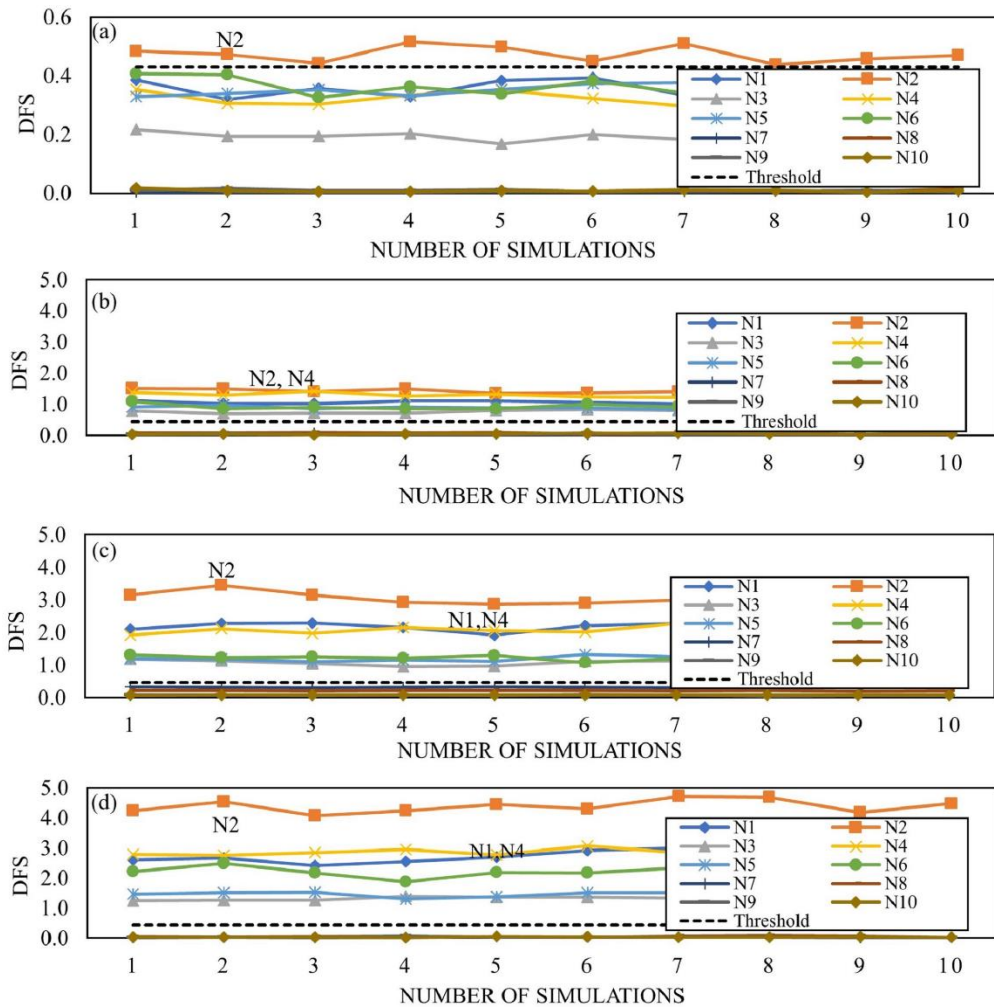 (a)
0.6
0.4
0.2
0.0
DFS
N2
N1 N2
N3 N4
N5 N6
N7 N8
N9 N10
Threshold
1 2 3 4 5 6 7 8 9 10
NUMBER OF SIMULATIONS
(b)
5.0
4.0
3.0
2.0
1.0
0.0
DFS
N2, N4
N1 N2
N3 N4
N5 N6
N7 N8
N9 N10
Threshold
1 2 3 4 5 6 7 8 9 10
NUMBER OF SIMULATIONS
(c)
5.0
4.0
3.0
2.0
1.0
0.0
DFS
N2
N1,N4
N1 N2
N3 N4
N5 N6
N7 N8
N9 N10
Threshold
1 2 3 4 5 6 7 8 9 10
NUMBER OF SIMULATIONS
(d)
5.0
4.0
3.0
2.0
1.0
0.0
DFS
N2
N1,N4
N1 N2
N3 N4
N5 N6
N7 N8
N9 N10
Threshold
1 2 3 4 5 6 7 8 9 10
NUMBER OF SIMULATIONS